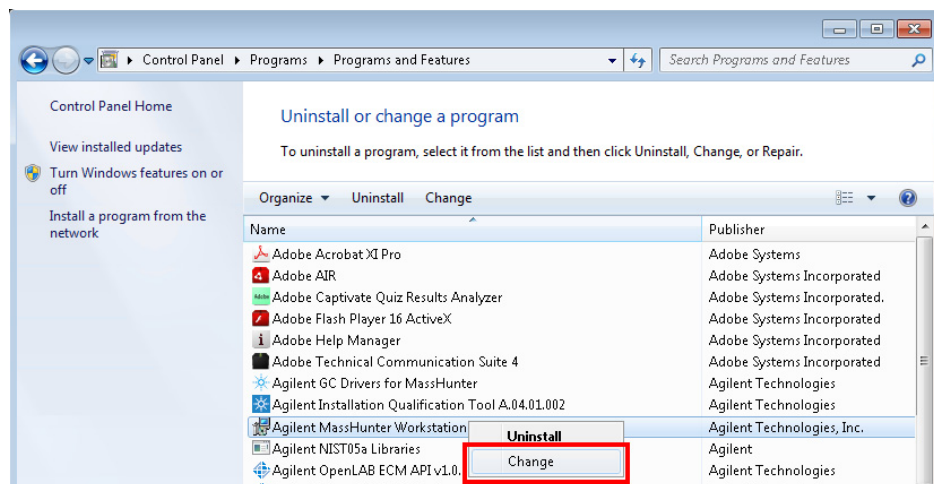 Control Panel Programs Programs and Features Search Programs and Features
Control Panel Home
View installed updates
Turn Windows features on or
off
Install a program from the
network
Uninstall or change a program
To uninstall a program, select it from the list and then click Uninstall, Change, or Repair.
Organize Uninstall Change
Name Publisher
Adobe Acrobat XI Pro Adobe Systems
Adobe AIR Adobe Systems Incorporated
Adobe Captivate Quiz Results Analyzer Adobe Systems Incorporated.
Adobe Flash Player 16 ActiveX Adobe Systems Incorporated
Adobe Help Manager Adobe Systems Incorporated
Adobe Technical Communication Suite 4 Adobe Systems Incorporated
Agilent GC Drivers for MassHunter Agilent Technologies
Agilent Installation Qualification Tool A.04.01.002 Agilent Technologies
Agilent MassHunter Workstation Agilent Technologies, Inc.
Uninstall
Agilent NIST05a Libraries Agilent
Change
Agilent OpenLAB ECM API v1.0. Agilent Technologies